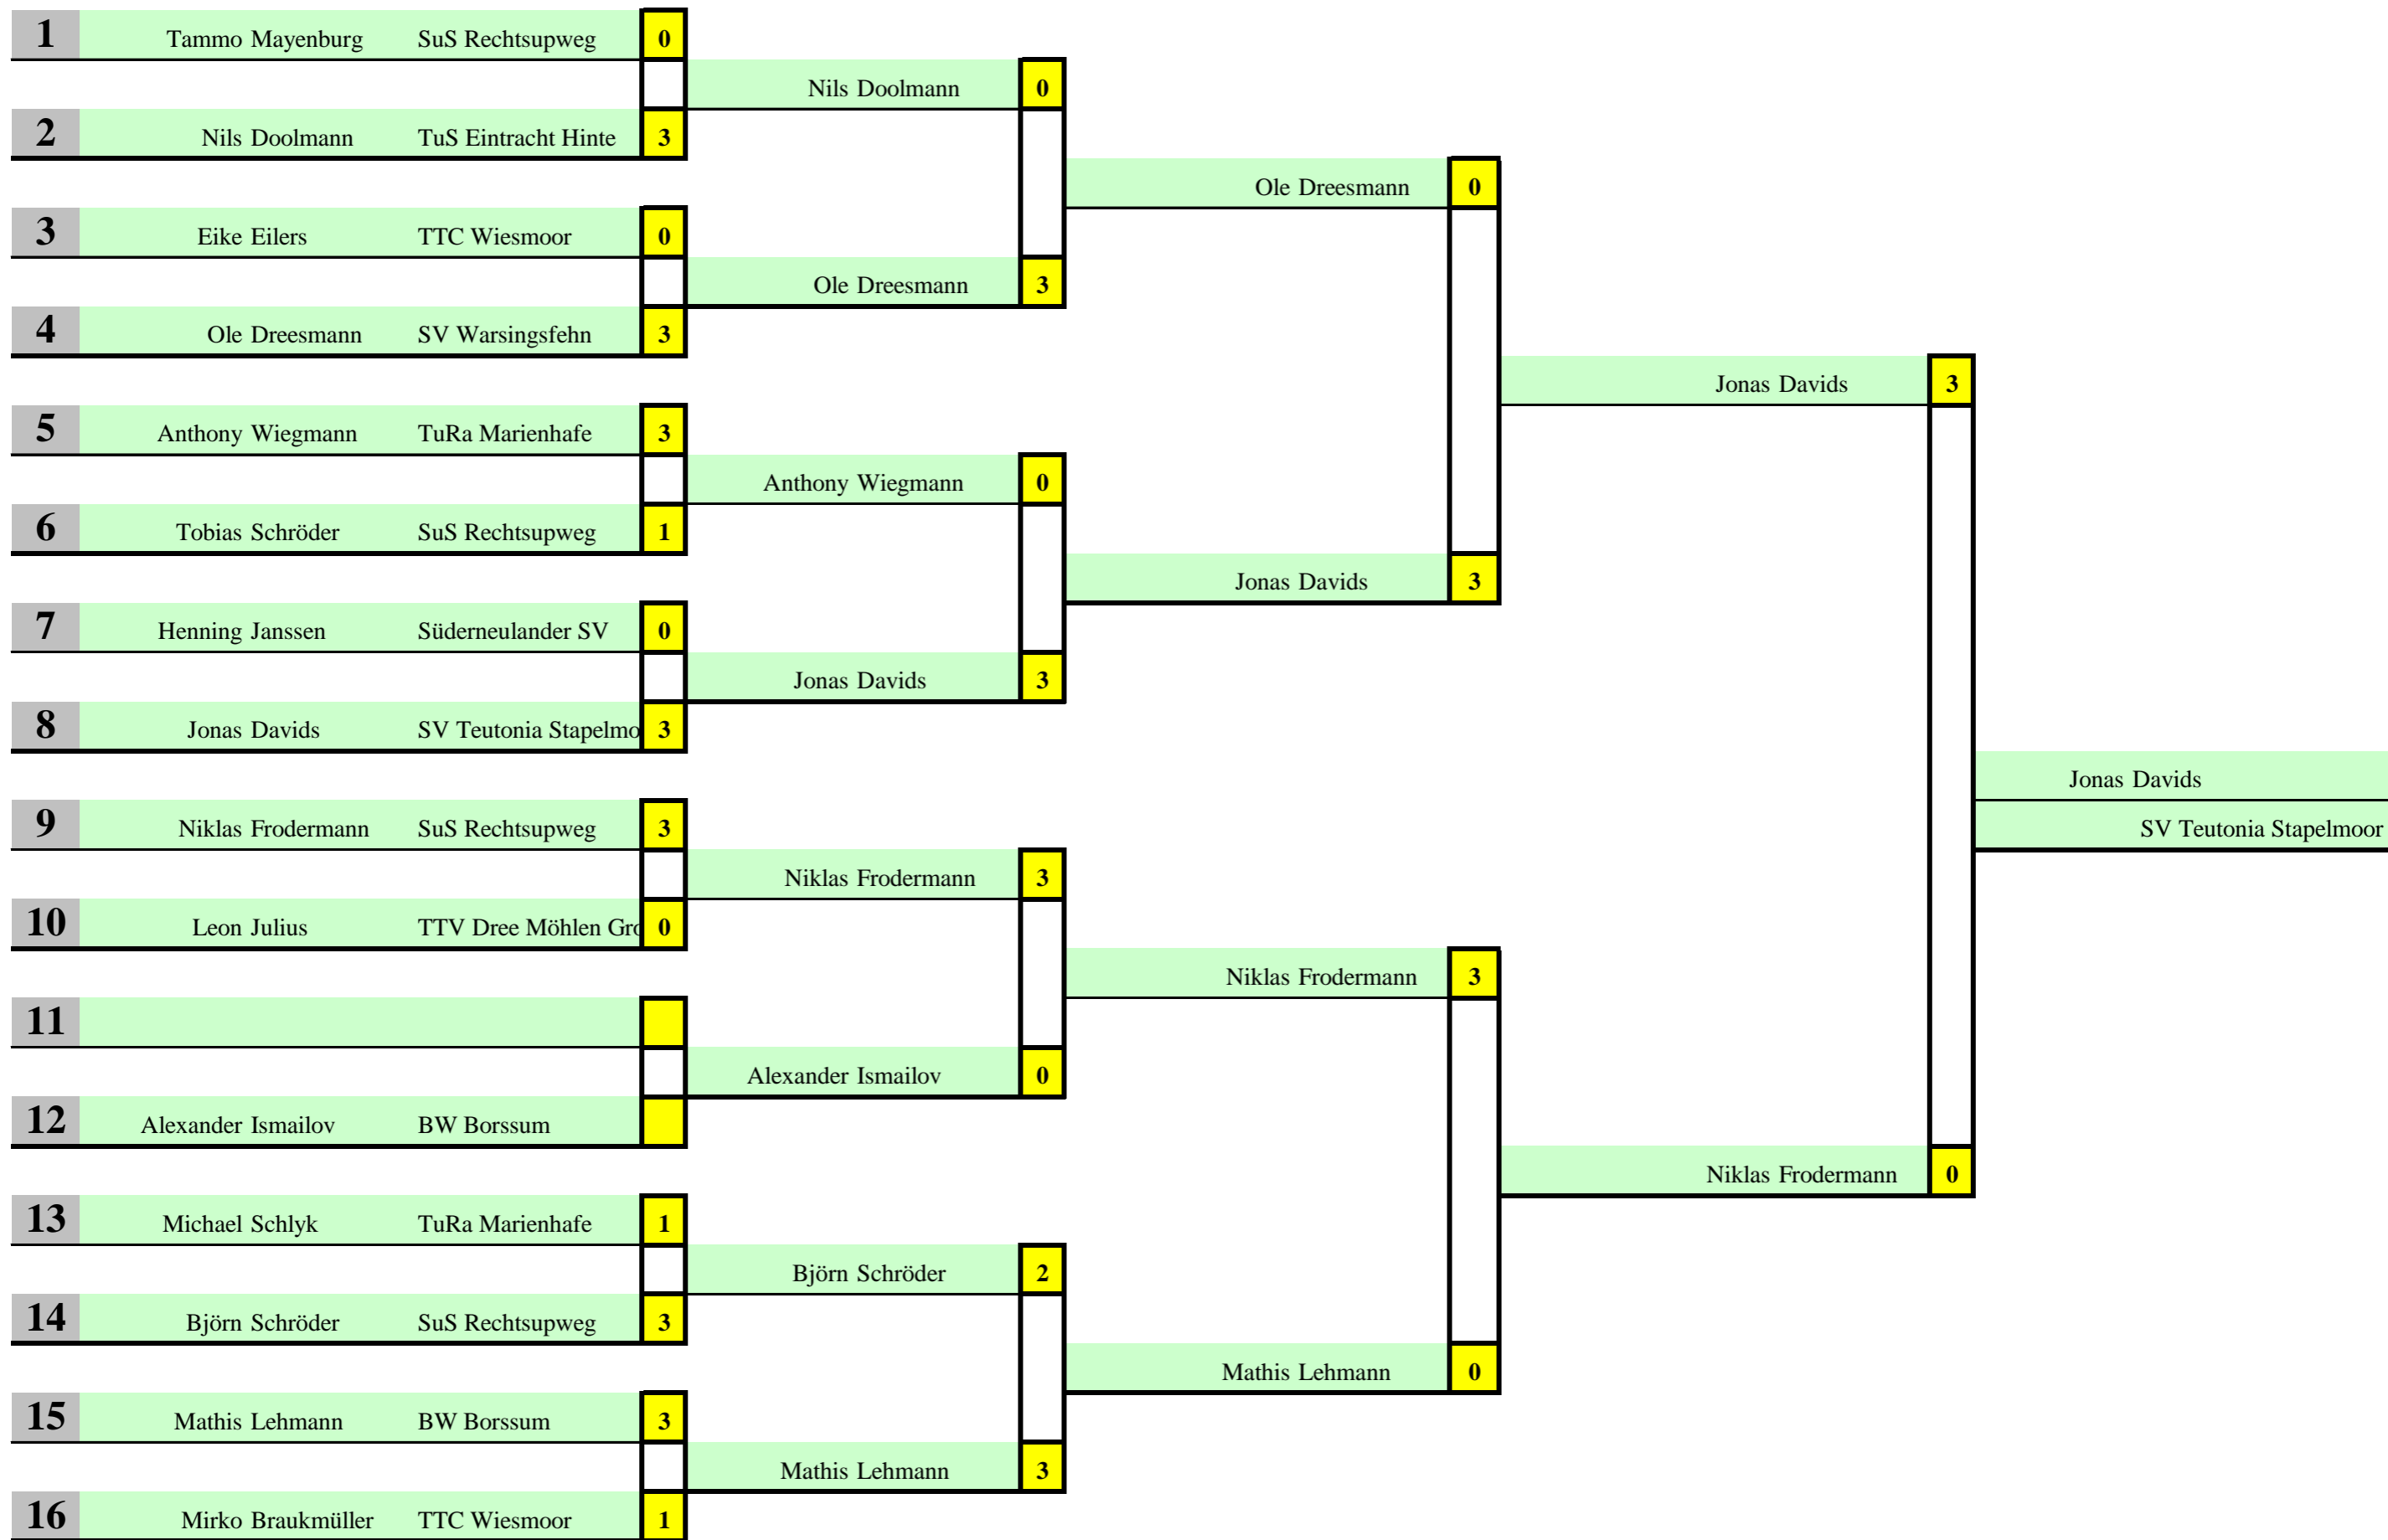 1 Tammo Mayenburg SuS Rechtsupweg 0
Nils Doolmann 0
2 Nils Doolmann TuS Eintracht Hinte 3
Ole Dreesmann 0
3 Eike Eilers TTC Wiesmoor 0
Ole Dreesmann 3
4 Ole Dreesmann SV Warsingsfehn 3
Jonas Davids 3
5 Anthony Wiegmann TuRa Marienhafe 3
Anthony Wiegmann 0
6 Tobias Schröder SuS Rechtsupweg 1
Jonas Davids 3
7 Henning Janssen Süderneulander SV 0
Jonas Davids 3
8 Jonas Davids SV Teutonia Stapelmo 3
Jonas Davids
9 Niklas Frodermann SuS Rechtsupweg 3
SV Teutonia Stapelmoor
Niklas Frodermann 3
10 Leon Julius TTV Dree Möhlen Gro 0
Niklas Frodermann 3
11
Alexander Ismailov 0
12 Alexander Ismailov BW Borssum
Niklas Frodermann 0
13 Michael Schlyk TuRa Marienhafe 1
Björn Schröder 2
14 Björn Schröder SuS Rechtsupweg 3
Mathis Lehmann 0
15 Mathis Lehmann BW Borssum 3
Mathis Lehmann 3
16 Mirko Braukmüller TTC Wiesmoor 1